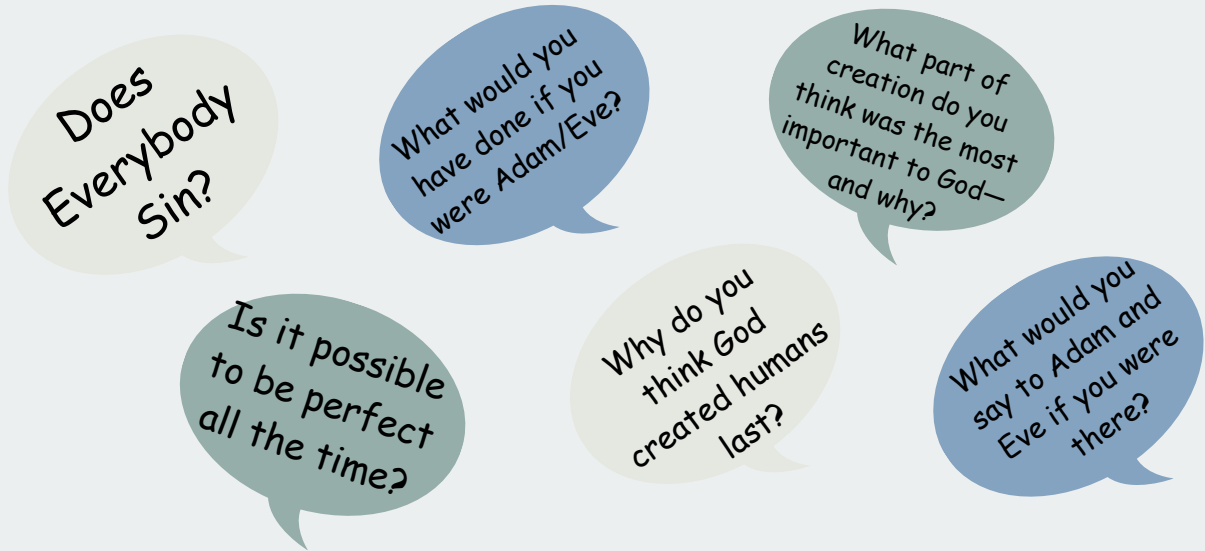 Does
Everybody
Sin?
What would you
have done if you
were Adam/Eve?
What part of
creation do you
think was the most
important to God—
and why?
Is it possible
to be perfect
all the time?
Why do you
think God
created humans
last?
What would you
say to Adam and
Eve if you were
there?